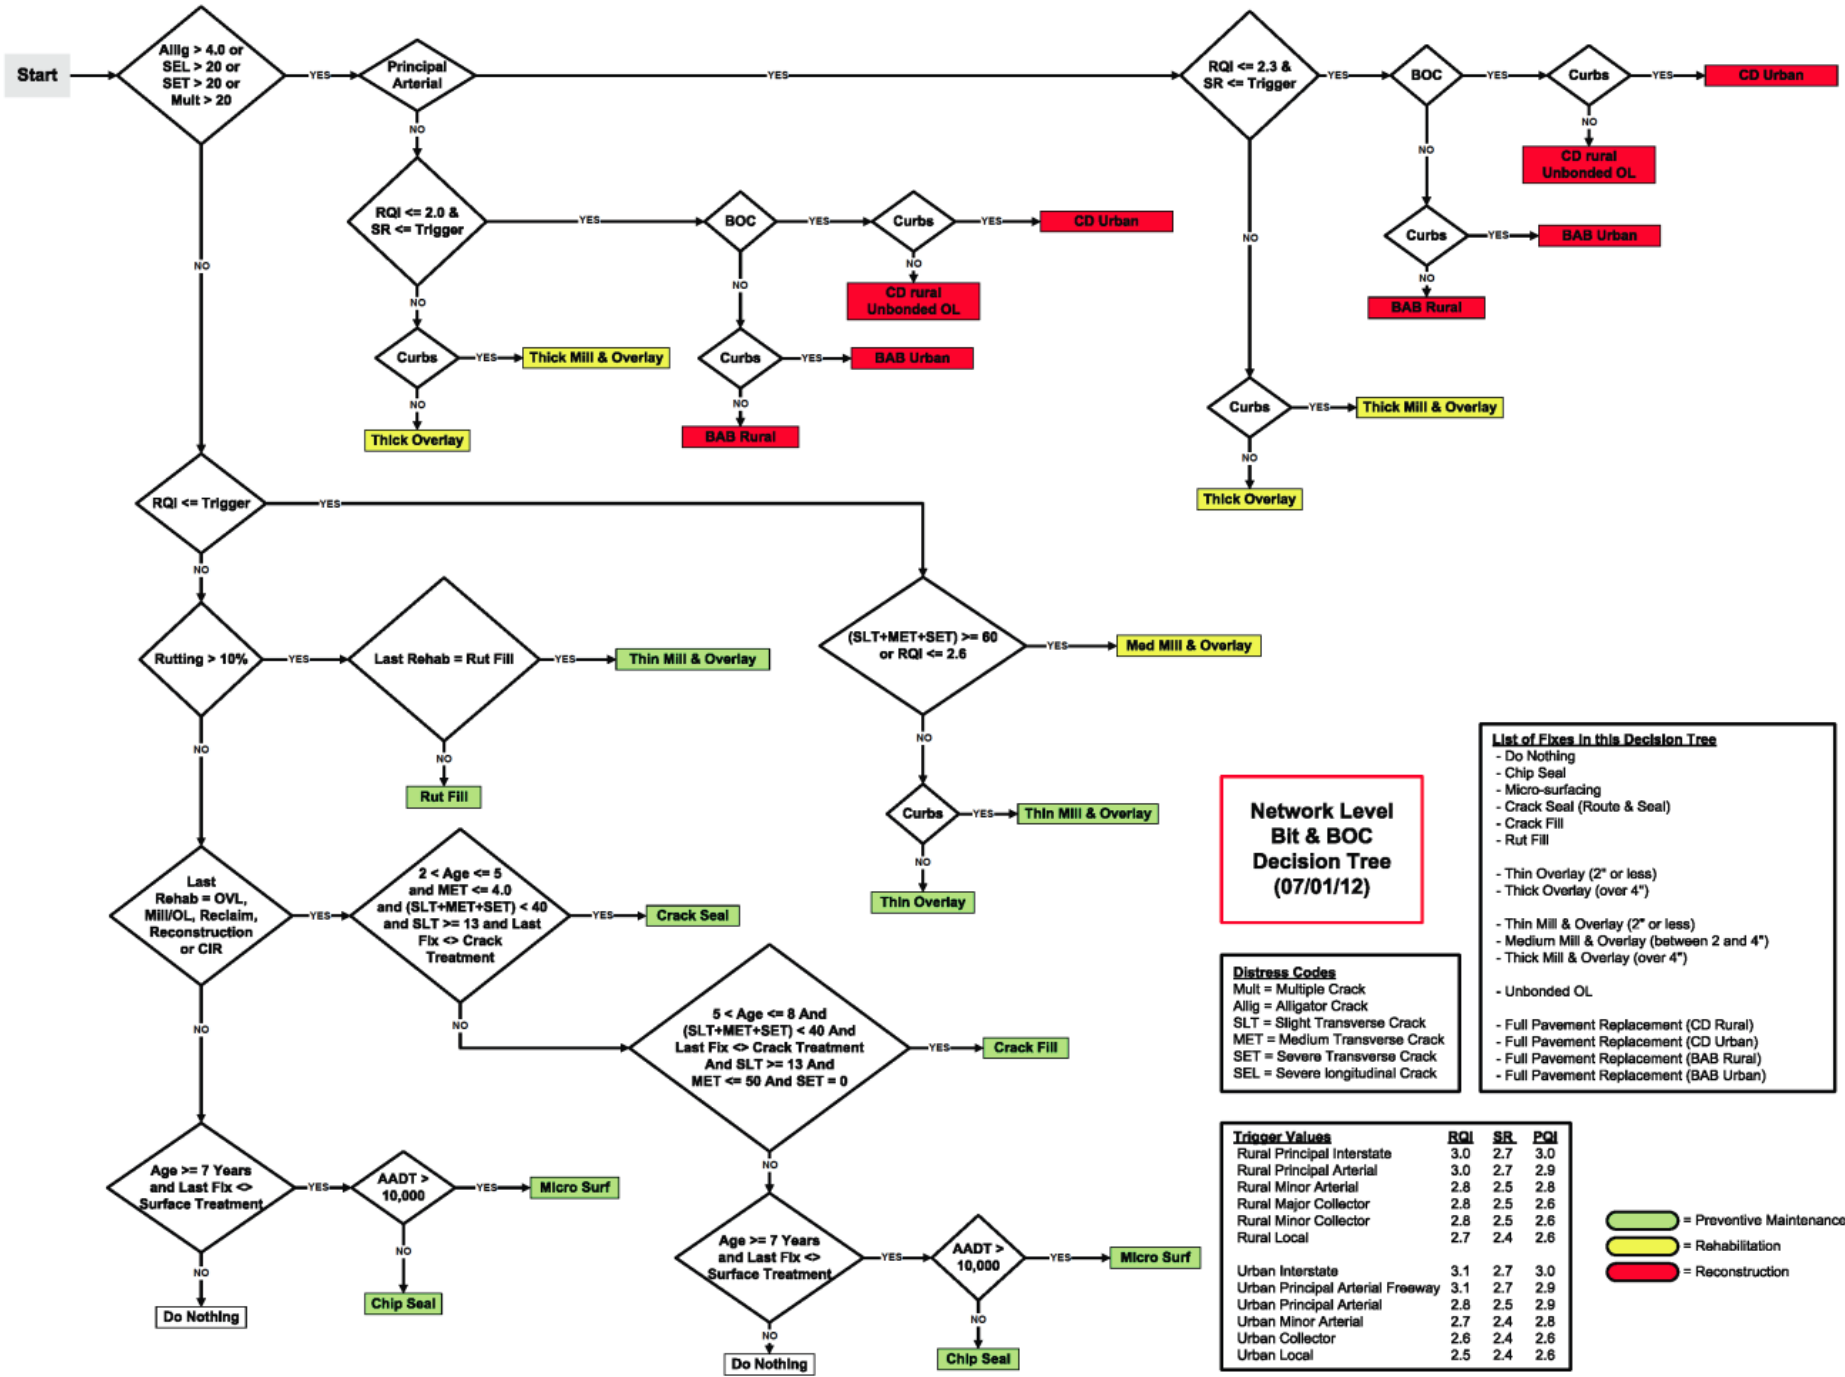 Start
Allig > 4.0 or
SEL > 20 or
SET > 20 or
Mult > 20
YES
Principal
Arterial
YES
RQI <= 2.3 &
SR <= Trigger
YES
BOC
YES
Curbs
YES
CD Urban
NO
CD rural
Unbonded OL
NO
Curbs
YES
BAB Urban
NO
BAB Rural
NO
Curbs
YES
Thick Mill & Overlay
NO
Thick Overlay
NO
RQI <= 2.0 &
SR <= Trigger
YES
BOC
YES
Curbs
YES
CD Urban
NO
CD rural
Unbonded OL
NO
Curbs
YES
BAB Urban
NO
BAB Rural
NO
Curbs
YES
Thick Mill & Overlay
NO
Thick Overlay
NO
RQI <= Trigger
YES
(SLT+MET+SET) >= 60
or RQI <= 2.6
YES
Med Mill & Overlay
NO
Curbs
YES
Thin Mill & Overlay
NO
Thin Overlay
NO
Rutting > 10%
YES
Last Rehab = Rut Fill
YES
Thin Mill & Overlay
NO
Rut Fill
NO
Last
Rehab = OVL,
Mill/OL, Reclaim,
Reconstruction
or CIR
YES
2 < Age <= 5
and MET <= 4.0
and (SLT+MET+SET) < 40
and SLT >= 13 and Last
Fix <> Crack
Treatment
YES
Crack Seal
NO
5 < Age <= 8 And
(SLT+MET+SET) < 40 And
Last Fix <> Crack Treatment
And SLT >= 13 And
MET <= 50 And SET = 0
YES
Crack Fill
NO
Age >= 7 Years
and Last Fix <>
Surface Treatment
YES
AADT >
10,000
YES
Micro Surf
NO
Chip Seal
NO
Do Nothing
NO
Age >= 7 Years
and Last Fix <>
Surface Treatment
YES
AADT >
10,000
YES
Micro Surf
NO
Chip Seal
NO
Do Nothing
Network Level
Bit & BOC
Decision Tree
(07/01/12)
List of Fixes in this Decision Tree
- Do Nothing
- Chip Seal
- Micro-surfacing
- Crack Seal (Route & Seal)
- Crack Fill
- Rut Fill
- Thin Overlay (2" or less)
- Thick Overlay (over 4")
- Thin Mill & Overlay (2" or less)
- Medium Mill & Overlay (between 2 and 4")
- Thick Mill & Overlay (over 4")
- Unbonded OL
- Full Pavement Replacement (CD Rural)
- Full Pavement Replacement (CD Urban)
- Full Pavement Replacement (BAB Rural)
- Full Pavement Replacement (BAB Urban)
Distress Codes
Mult = Multiple Crack
Allig = Alligator Crack
SLT = Slight Transverse Crack
MET = Medium Transverse Crack
SET = Severe Transverse Crack
SEL = Severe longitudinal Crack
Trigger Values RQI SR PQI
Rural Principal Interstate 3.0 2.7 3.0
Rural Principal Arterial 3.0 2.7 2.9
Rural Minor Arterial 2.8 2.5 2.8
Rural Major Collector 2.8 2.5 2.6
Rural Minor Collector 2.8 2.5 2.6
Rural Local 2.7 2.4 2.6
Urban Interstate 3.1 2.7 3.0
Urban Principal Arterial Freeway 3.1 2.7 2.9
Urban Principal Arterial 2.8 2.5 2.9
Urban Minor Arterial 2.7 2.4 2.8
Urban Collector 2.6 2.4 2.6
Urban Local 2.5 2.4 2.6
= Preventive Maintenance
= Rehabilitation
= Reconstruction